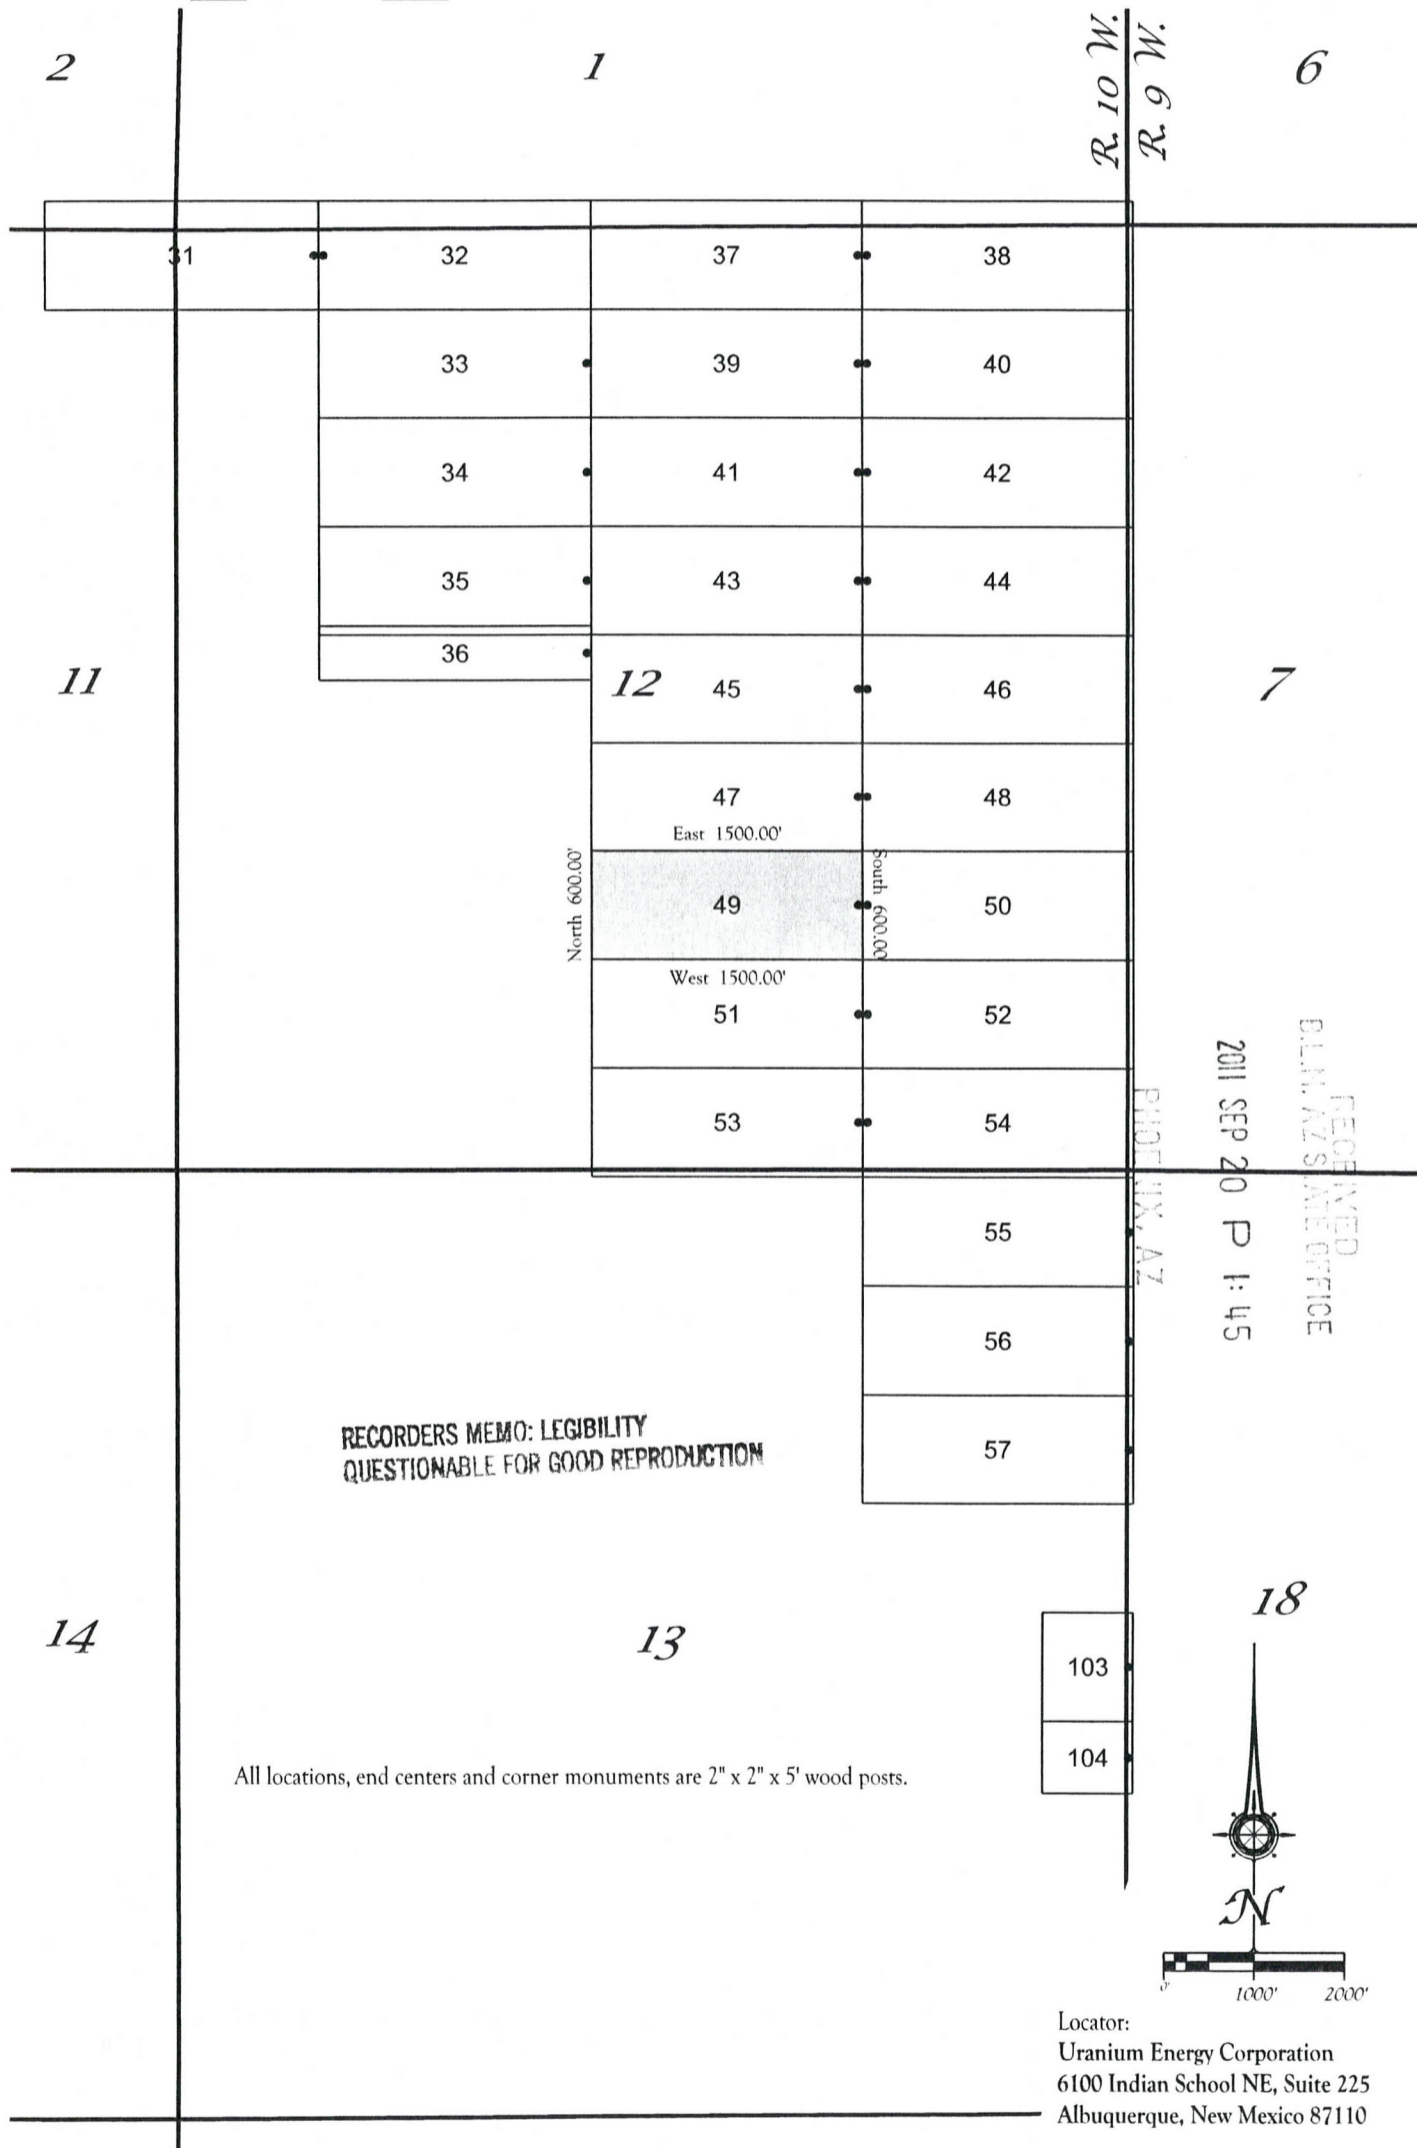 2
1
R. 10 W.
R. 9 W.
6
31
32
37
38
33
39
40
34
41
42
35
43
44
36
11
12
45
46
7
47
48
East 1500.00'
North 600.00'
49
South 600.00'
50
West 1500.00'
51
52
53
54
RECEIVED
B.L.M. AZ STATE OFFICE
2011 SEP 20 P 1:45
PHOENIX, AZ
55
56
57
RECORDERS MEMO: LEGIBILITY
QUESTIONABLE FOR GOOD REPRODUCTION
14
13
18
103
104
All locations, end centers and corner monuments are 2" x 2" x 5' wood posts.
N
0' 1000' 2000'
Locator:
Uranium Energy Corporation
6100 Indian School NE, Suite 225
Albuquerque, New Mexico 87110